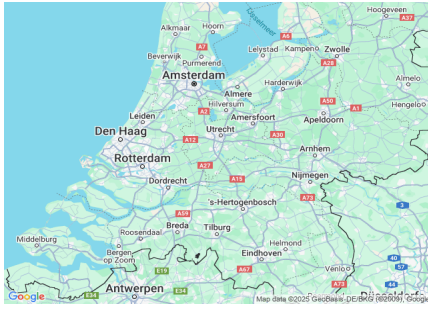 Hoogeveen
A37
Alkmaar
Hoorn
IJsselmeer
A6
A7
Lelystad
Kampen
Zwolle
Beverwijk
Purmerend
A28
Amsterdam
Almere
Harderwijk
Almelo
Hilversum
A50
A1
Hengelo
Leiden
A2
Amersfoort
Apeldoorn
Den Haag
Utrecht
A30
A12
Rotterdam
A27
Arnhem
Dordrecht
A15
Nijmegen
A73
's-Hertogenbosch
3
A59
Middelburg
Roosendaal
Breda
Tilburg
Bergen
op Zoom
Helmond
Eindhoven
40
E19
A67
Venlo
57
A73
44
Antwerpen
E34
E34
Google
Map data ©2025 GeoBasis-DE/BKG (©2009), Google